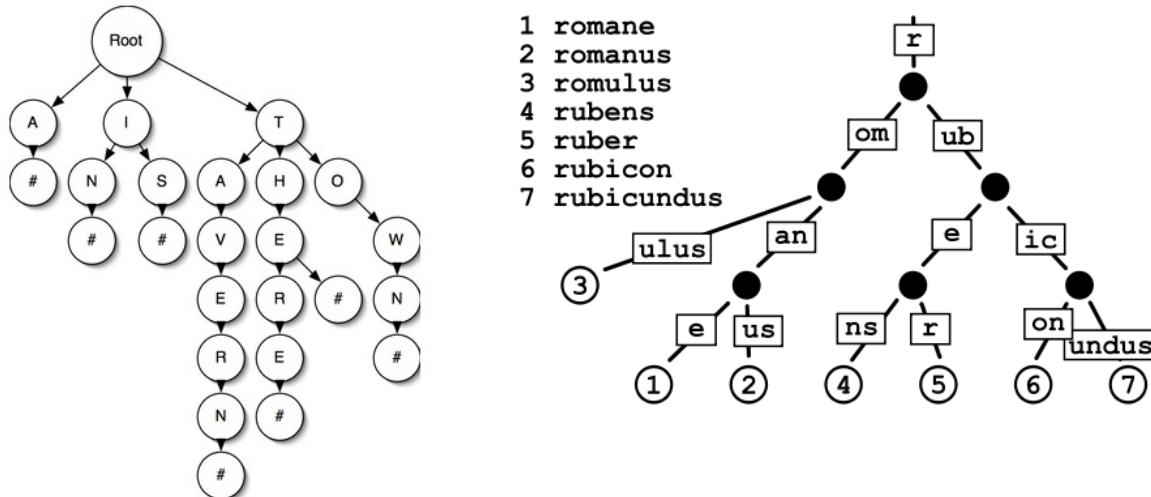 Root
A I T
# N S A H O
# # V E W
E R # N
R E #
N #
#
1 romane
2 romanus
3 romulus
4 rubens
5 ruber
6 rubicon
7 rubicundus
r
om ub
ulus an e ic
3
e us ns r on undus
1 2 4 5 6 7